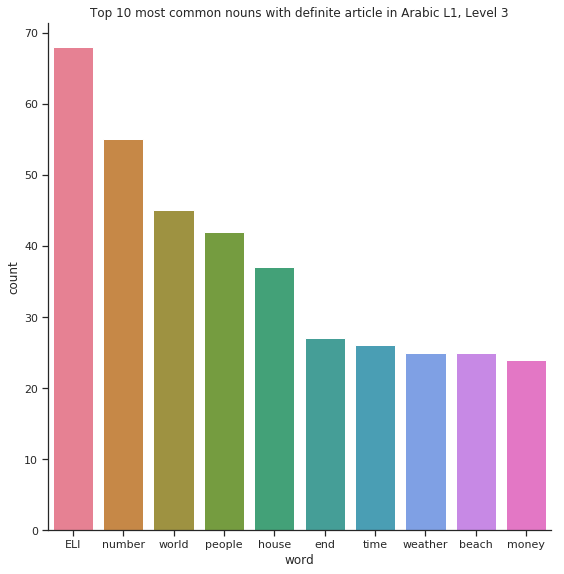 Top 10 most common nouns with definite article in Arabic L1, Level 3
70
60
50
40
30
20
10
0
count
ELI number world people house end time weather beach money
word